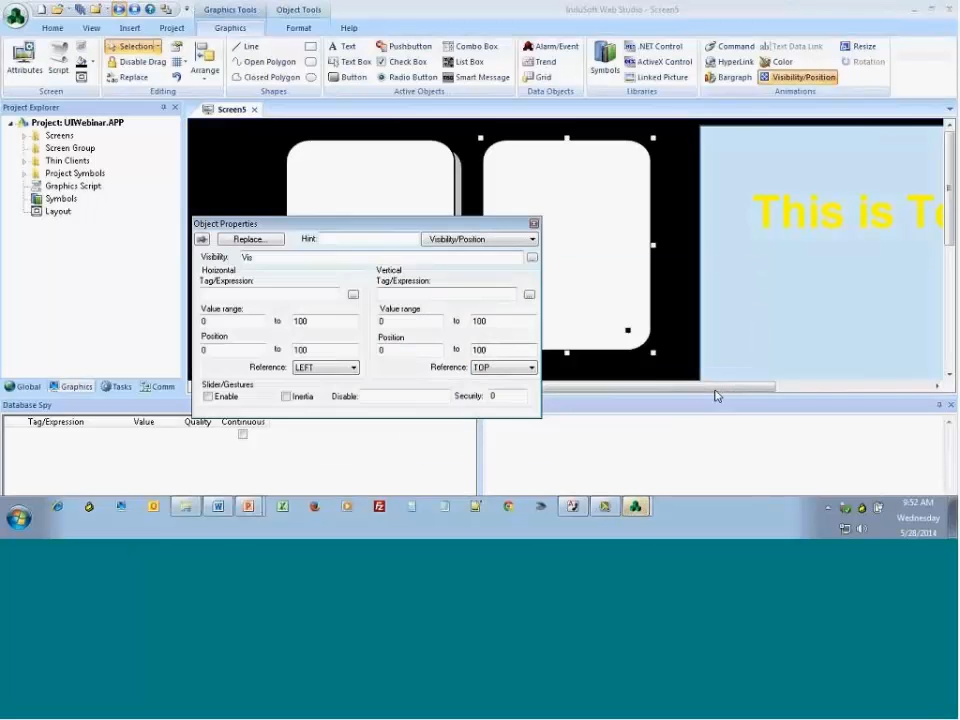 Graphics Tools Object Tools InduSoft Web Studio - Screen5
Home View Insert Project Graphics Format Help
Attributes Script Selection Disable Drag Replace Arrange Line Open Polygon Closed Polygon A Text Text Box Button Pushbutton Check Box Radio Button Combo Box List Box Smart Message Alarm/Event Trend Grid Symbols .NET Control ActiveX Control Linked Picture Command HyperLink Bargraph Text Data Link Color Visibility/Position Resize Rotation
Screen Editing Shapes Active Objects Data Objects Libraries Animations
Project Explorer
Screen5
Project: UIWebinar.APP
Screens
Screen Group
Thin Clients
Project Symbols
Graphics Script
Symbols
Layout
This is
Object Properties
Replace... Hint: Visibility/Position
Visibility: Vis
Horizontal Vertical
Tag/Expression: Tag/Expression:
Value range: Value range
0 to 100 0 to 100
Position Position
0 to 100 0 to 100
Reference: LEFT Reference: TOP
Slider/Gestures
Enable Inertia Disable: Security: 0
Global Graphics Tasks Comm
Database Spy
Tag/Expression Value Quality Continuous
9:52 AM
Wednesday
5/28/2014